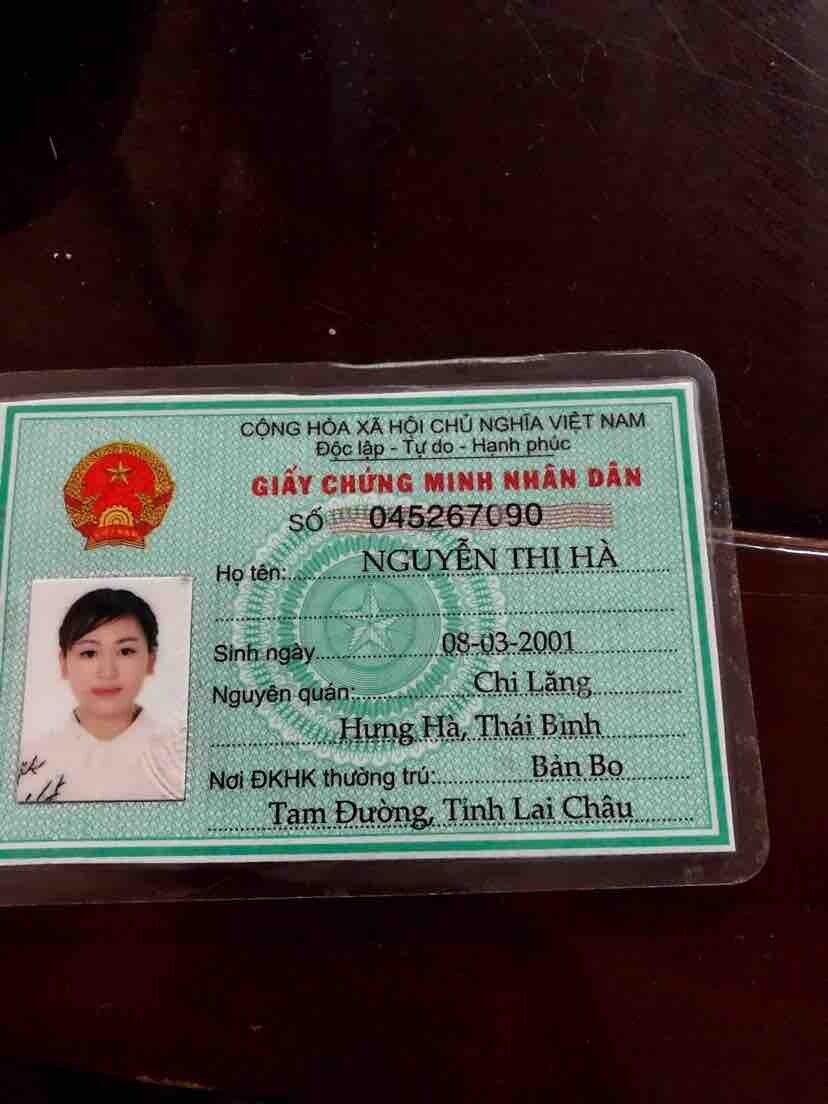 CỘNG HÒA XÃ HỘI CHỦ NGHĨA VIỆT NAM
Độc lập - Tự do - Hạnh phúc
GIẤY CHỨNG MINH NHÂN DÂN
SỐ 045267090
Họ tên: NGUYỄN THỊ HÀ
Sinh ngày 08-03-2001
Nguyên quán: Chi Lăng
Hưng Hà, Thái Bình
Nơi ĐKHK thường trú: Bản Bo
Tam Đường, Tỉnh Lai Châu
VIỆT NAM